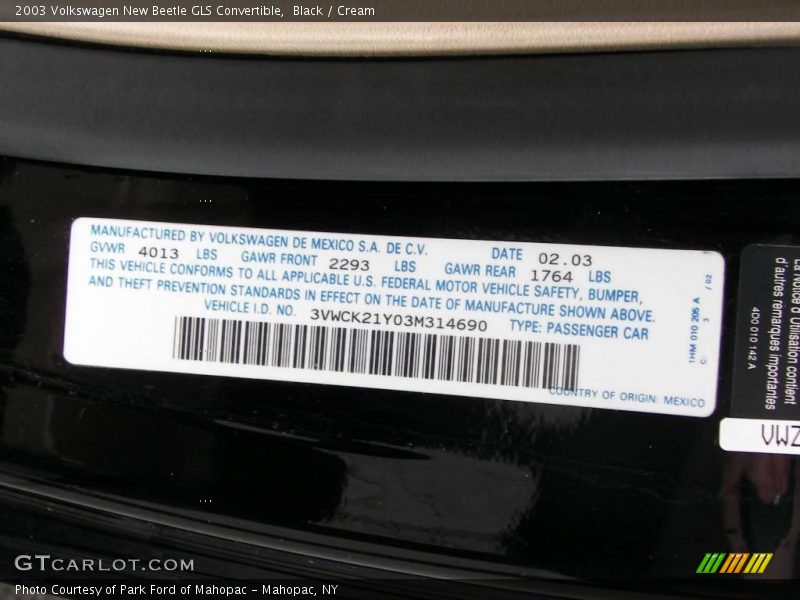 2003 Volkswagen New Beetle GLS Convertible,  Black / Cream
MANUFACTURED BY VOLKSWAGEN DE MEXICO S.A. DE C.V. DATE 02.03
GVWR 4013 LBS GAWR FRONT 2293 LBS GAWR REAR 1764 LBS
THIS VEHICLE CONFORMS TO ALL APPLICABLE U.S. FEDERAL MOTOR VEHICLE SAFETY, BUMPER,
AND THEFT PREVENTION STANDARDS IN EFFECT ON THE DATE OF MANUFACTURE SHOWN ABOVE.
VEHICLE I.D. NO. 3VWCK21Y03M314690 TYPE: PASSENGER CAR
COUNTRY OF ORIGIN: MEXICO
1HM 010 205 A
C: 3 / 02
La Notice d'Utilisation contient
d'autres remarques importantes
4D0 010 142 A
VWZ
GTCARLOT.COM
Photo Courtesy of Park Ford of Mahopac - Mahopac, NY